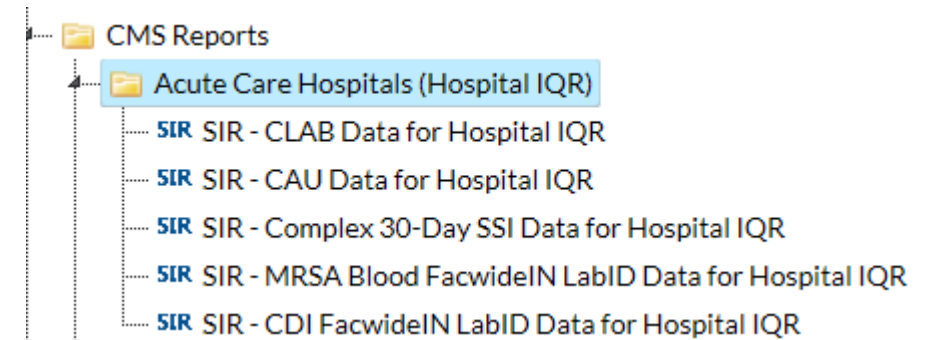 CMS Reports
Acute Care Hospitals (Hospital IQR)
SIR SIR - CLAB Data for Hospital IQR
SIR SIR - CAU Data for Hospital IQR
SIR SIR - Complex 30-Day SSI Data for Hospital IQR
SIR SIR - MRSA Blood FacwideIN LabID Data for Hospital IQR
SIR SIR - CDI FacwideIN LabID Data for Hospital IQR